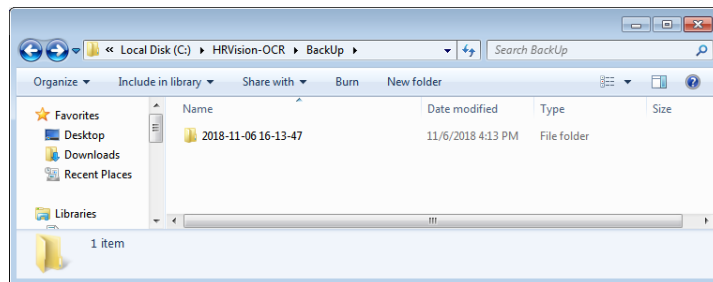 « Local Disk (C:) ▸ HRVision-OCR ▸ BackUp ▸ Search BackUp
Organize ▾ Include in library ▾ Share with ▾ Burn New folder
Name Date modified Type Size
Favorites
Desktop
Downloads
Recent Places
Libraries
2018-11-06 16-13-47 11/6/2018 4:13 PM File folder
1 item